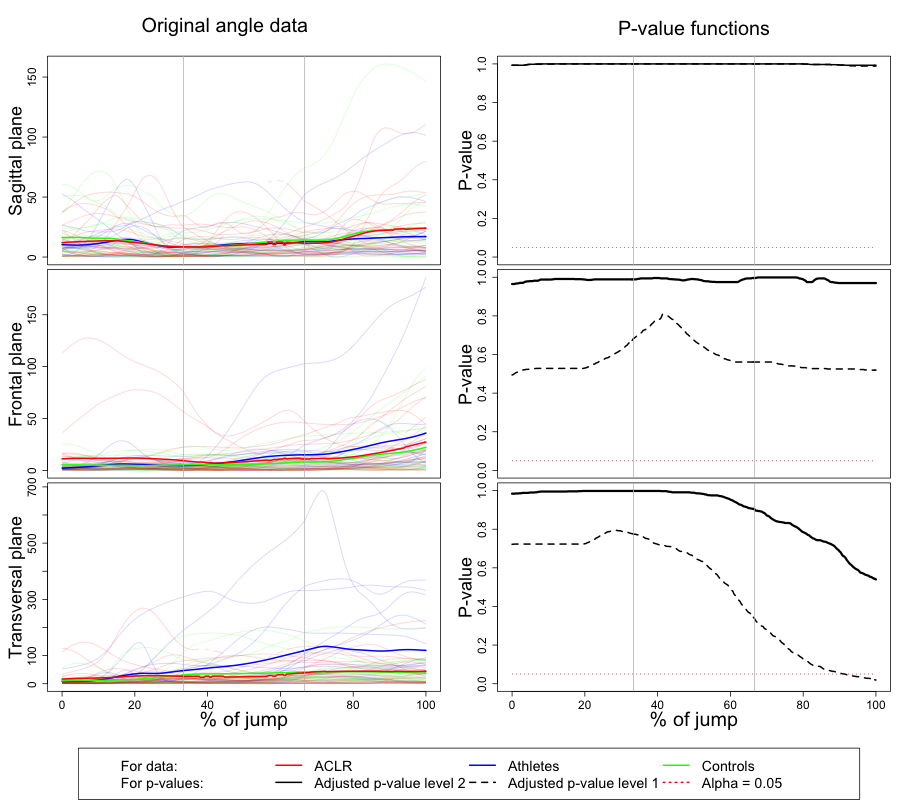 Original angle data
P-value functions
Sagittal plane
0 50 100 150
P-value
0.0 0.2 0.4 0.6 0.8 1.0
Frontal plane
0 50 100 150
P-value
0.0 0.2 0.4 0.6 0.8 1.0
Transversal plane
0 100 300 500 700
P-value
0.0 0.2 0.4 0.6 0.8 1.0
0 20 40 60 80 100
0 20 40 60 80 100
% of jump
% of jump
For data: ACLR Athletes Controls
For p-values: Adjusted p-value level 2 Adjusted p-value level 1 Alpha = 0.05